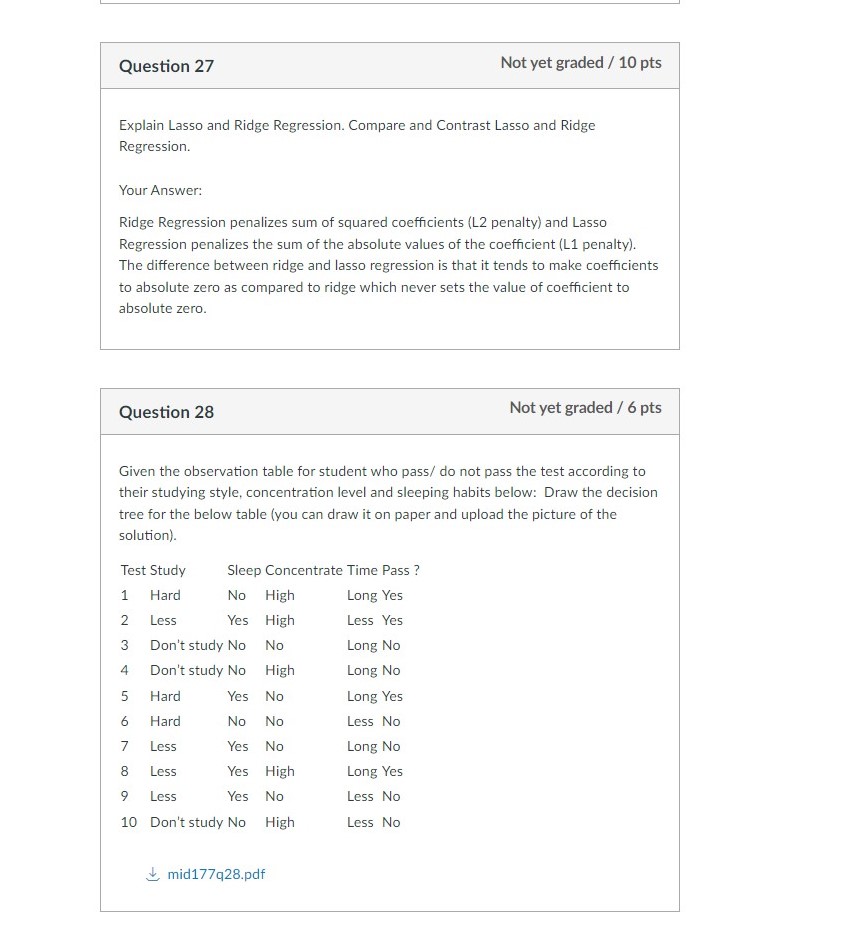 Question 27
Not yet graded / 10 pts
Explain Lasso and Ridge Regression. Compare and Contrast Lasso and Ridge
Regression.
Your Answer:
Ridge Regression penalizes sum of squared coefficients (L2 penalty) and Lasso
Regression penalizes the sum of the absolute values of the coefficient (L1 penalty).
The difference between ridge and lasso regression is that it tends to make coefficients
to absolute zero as compared to ridge which never sets the value of coefficient to
absolute zero.
Question 28
Not yet graded / 6 pts
Given the observation table for student who pass/ do not pass the test according to
their studying style, concentration level and sleeping habits below: Draw the decision
tree for the below table (you can draw it on paper and upload the picture of the
solution).
Test Study Sleep Concentrate Time Pass ?
1 Hard No High Long Yes
2 Less Yes High Less Yes
3 Don't study No No Long No
4 Don't study No High Long No
5 Hard Yes No Long Yes
6 Hard No No Less No
7 Less Yes No Long No
8 Less Yes High Long Yes
9 Less Yes No Less No
10 Don't study No High Less No
mid177q28.pdf